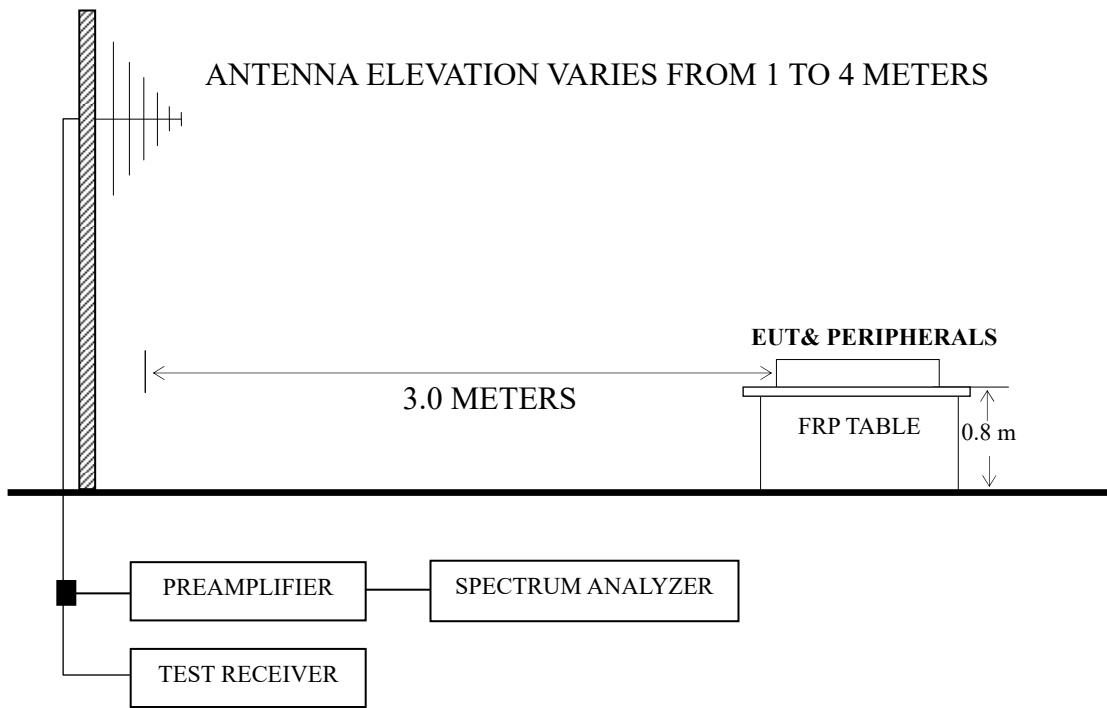 ANTENNA ELEVATION VARIES FROM 1 TO 4 METERS
EUT& PERIPHERALS
3.0 METERS
FRP TABLE
0.8 m
PREAMPLIFIER
SPECTRUM ANALYZER
TEST RECEIVER